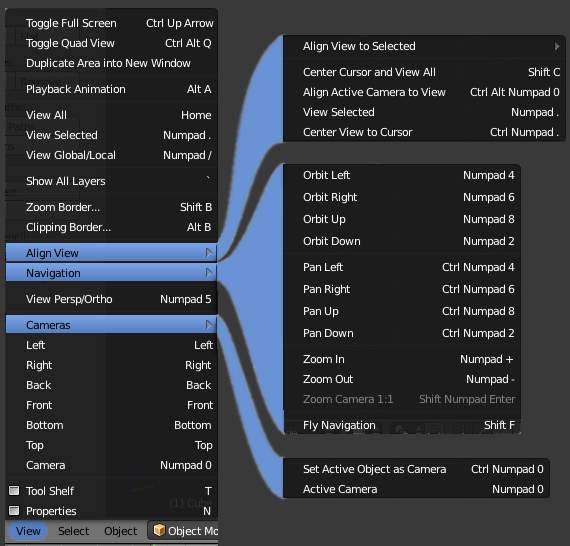 Toggle Full Screen Ctrl Up Arrow
Toggle Quad View Ctrl Alt Q
Duplicate Area into New Window
Playback Animation Alt A
View All Home
View Selected Numpad .
View Global/Local Numpad /
Show All Layers `
Zoom Border... Shift B
Clipping Border... Alt B
Align View
Navigation
View Persp/Ortho Numpad 5
Cameras
Left Left
Right Right
Back Back
Front Front
Bottom Bottom
Top Top
Camera Numpad 0
Tool Shelf T
Properties N
View Select Object Object Mo
Align View to Selected
Center Cursor and View All Shift C
Align Active Camera to View Ctrl Alt Numpad 0
View Selected Numpad .
Center View to Cursor Ctrl Numpad .
Orbit Left Numpad 4
Orbit Right Numpad 6
Orbit Up Numpad 8
Orbit Down Numpad 2
Pan Left Ctrl Numpad 4
Pan Right Ctrl Numpad 6
Pan Up Ctrl Numpad 8
Pan Down Ctrl Numpad 2
Zoom In Numpad +
Zoom Out Numpad -
Zoom Camera 1:1 Shift Numpad Enter
Fly Navigation Shift F
Set Active Object as Camera Ctrl Numpad 0
Active Camera Numpad 0